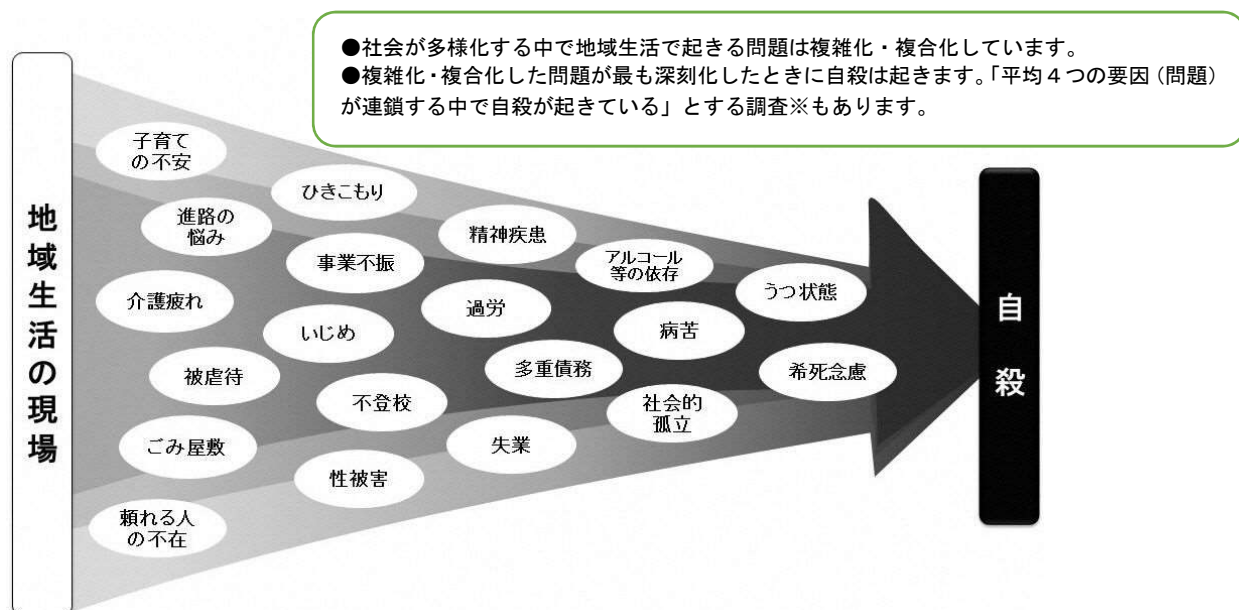 ●社会が多様化する中で地域生活で起きる問題は複雑化・複合化しています。
●複雑化・複合化した問題が最も深刻化したときに自殺は起きます。「平均４つの要因（問題）
が連鎖する中で自殺が起きている」とする調査※もあります。
地域生活の現場
子育て
の不安
進路の
悩み
介護疲れ
被虐待
ごみ屋敷
頼れる人
の不在
ひきこもり
事業不振
いじめ
不登校
性被害
精神疾患
過労
多重債務
失業
アルコール
等の依存
病苦
社会的
孤立
うつ状態
希死念慮
自殺